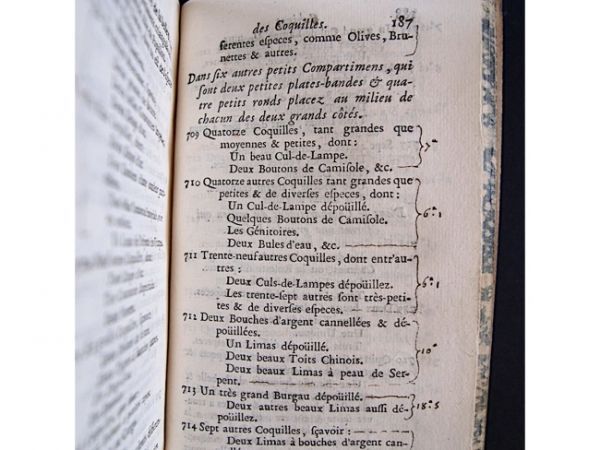 des Coquilles. 187
ferentes especes, comme Olives, Bru-
nettes & autres.
Dans six autres petits Compartimens, qui
sont deux petites plates-bandes & qua-
tre petits ronds placez au milieu de
chacun des deux grands côtés.
709 Quatorze Coquilles, tant grandes que
moyennes & petites, dont:
Un beau Cul-de-Lampe.
Deux Boutons de Camisole, &c.
710 Quatorze autres Coquilles tant grandes que
petites & de diverses especes, dont:
Un Cul-de-Lampe dépoüillé.
Quelques Boutons de Camisole.
Les Génitoires.
Deux Bules d'eau, &c.
6ᵗ: 1
711 Trente-neuf autres Coquilles, dont entr'au-
tres:
Deux Culs-de-Lampes dépoüillez.
Les trente-sept autres sont très-peti-
tes & de diverses especes.
712 Deux Bouches d'argent cannellées & dé-
poüillées.
Un Limas dépoüillé.
Deux beaux Toits Chinois.
Deux beaux Limas à peau de Ser-
pent.
713 Un très grand Burgau dépoüillé.
Deux autres beaux Limas aussi dé-
poüillez.
714 Sept autres Coquilles, sçavoir:
Deux Limas à bouches d'argent can-